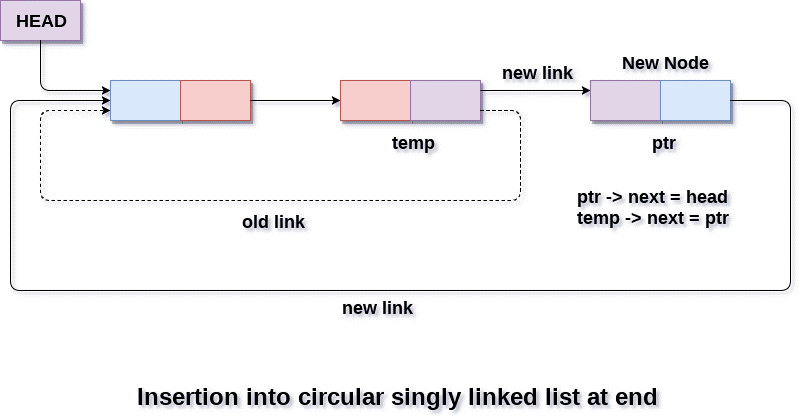 HEAD
new link
New Node
temp
ptr
ptr -> next = head
temp -> next = ptr
old link
new link
Insertion into circular singly linked list at end